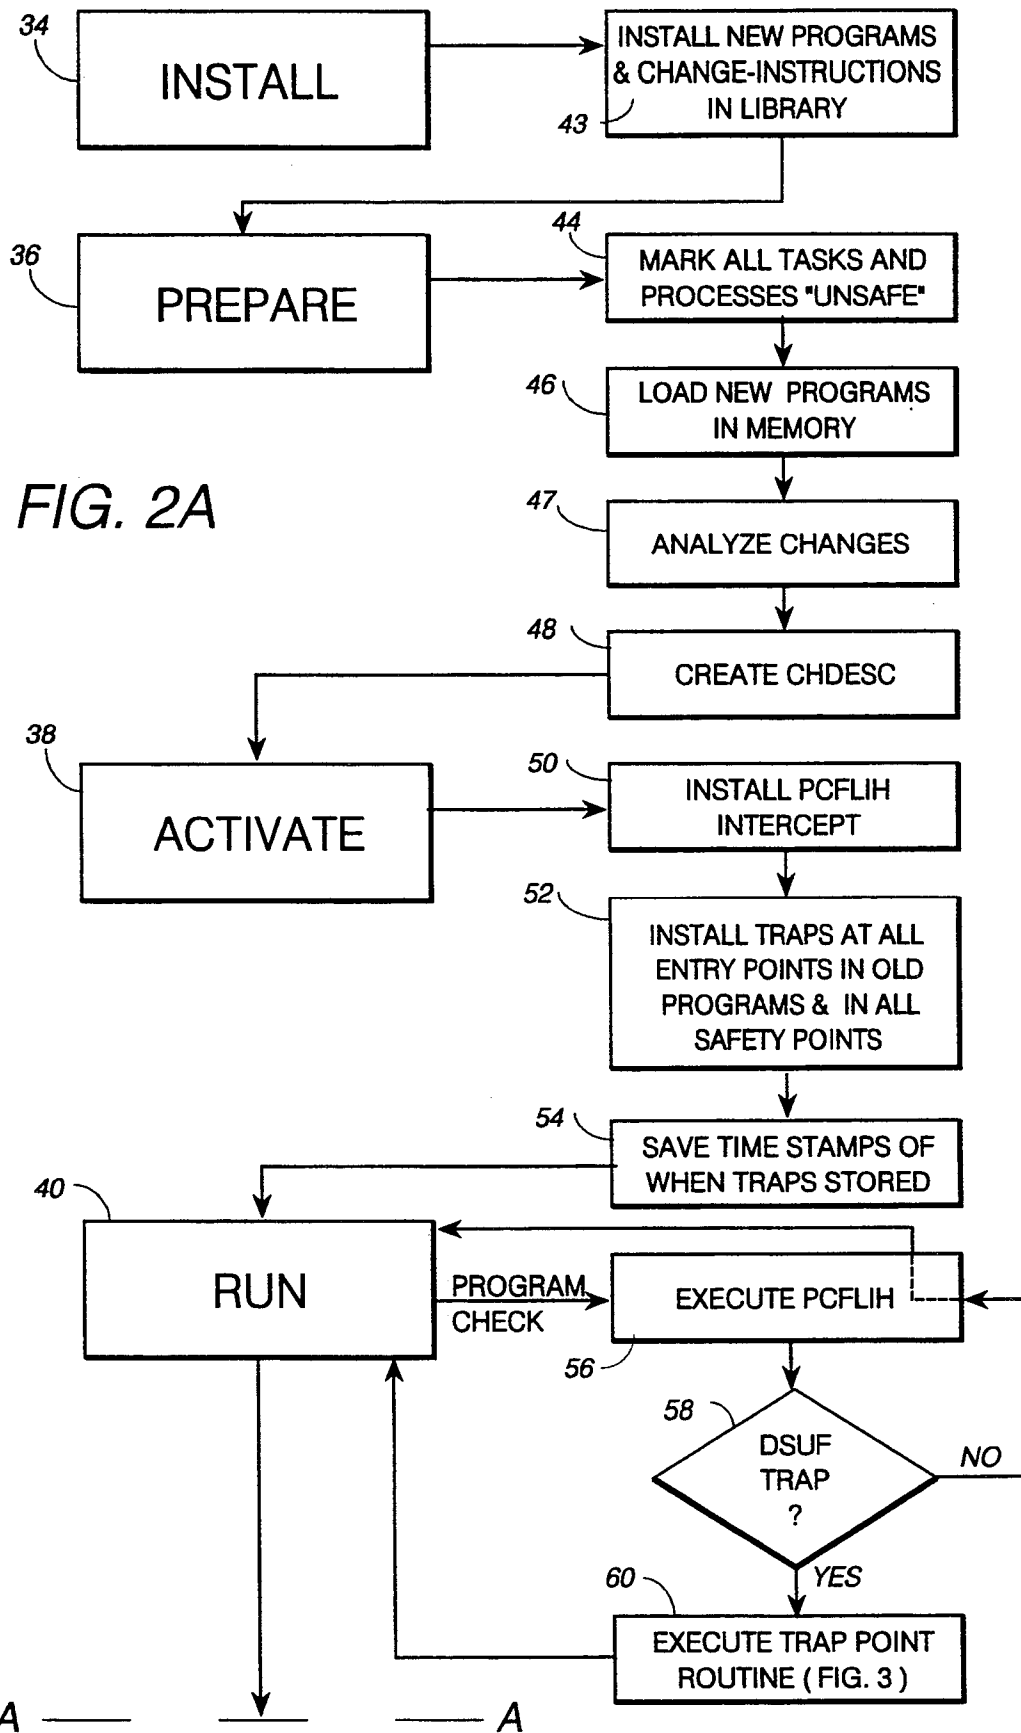 34
INSTALL
INSTALL NEW PROGRAMS
& CHANGE-INSTRUCTIONS
IN LIBRARY
43
36
PREPARE
44
MARK ALL TASKS AND
PROCESSES "UNSAFE"
46
LOAD NEW PROGRAMS
IN MEMORY
FIG. 2A
47
ANALYZE CHANGES
48
CREATE CHDESC
38
ACTIVATE
50
INSTALL PCFLIH
INTERCEPT
52
INSTALL TRAPS AT ALL
ENTRY POINTS IN OLD
PROGRAMS & IN ALL
SAFETY POINTS
54
SAVE TIME STAMPS OF
WHEN TRAPS STORED
40
RUN
PROGRAM
CHECK
EXECUTE PCFLIH
56
58
DSUF
TRAP
?
NO
YES
60
EXECUTE TRAP POINT
ROUTINE ( FIG. 3 )
A
A